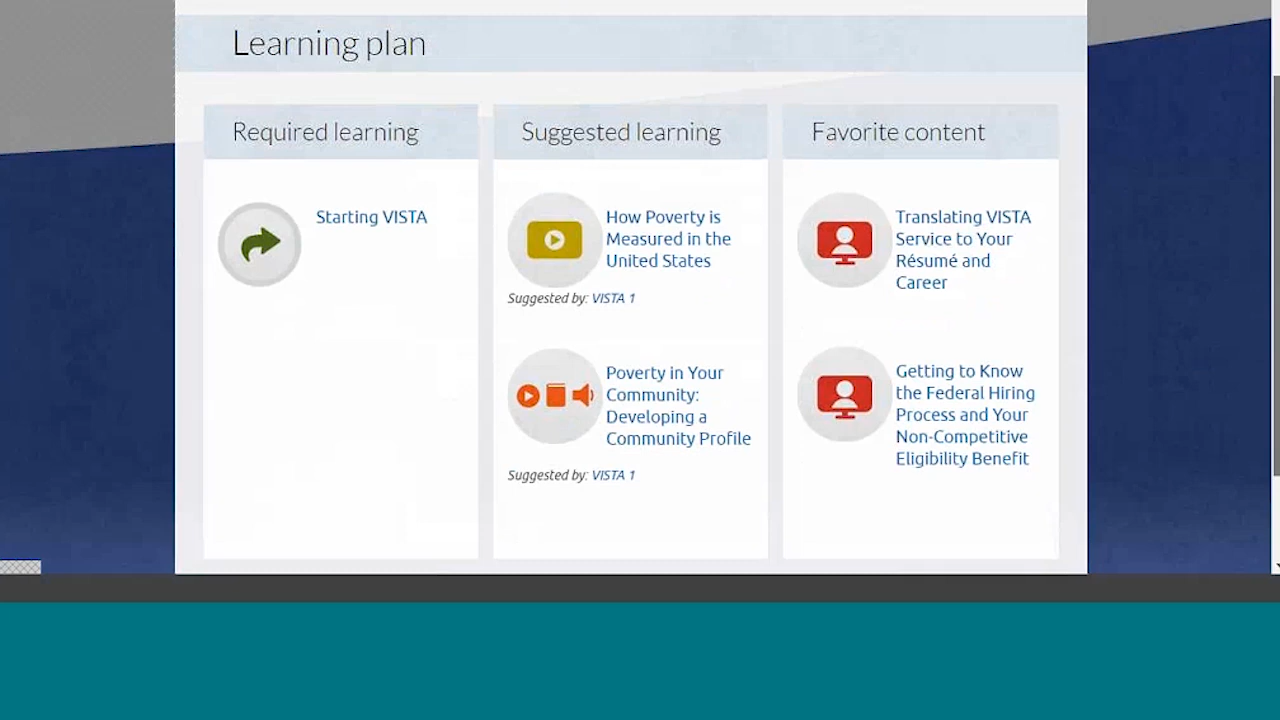 Learning plan
Required learning
Starting VISTA
Suggested learning
How Poverty is
Measured in the
United States
Suggested by: VISTA 1
Poverty in Your
Community:
Developing a
Community Profile
Suggested by: VISTA 1
Favorite content
Translating VISTA
Service to Your
Résumé and
Career
Getting to Know
the Federal Hiring
Process and Your
Non-Competitive
Eligibility Benefit